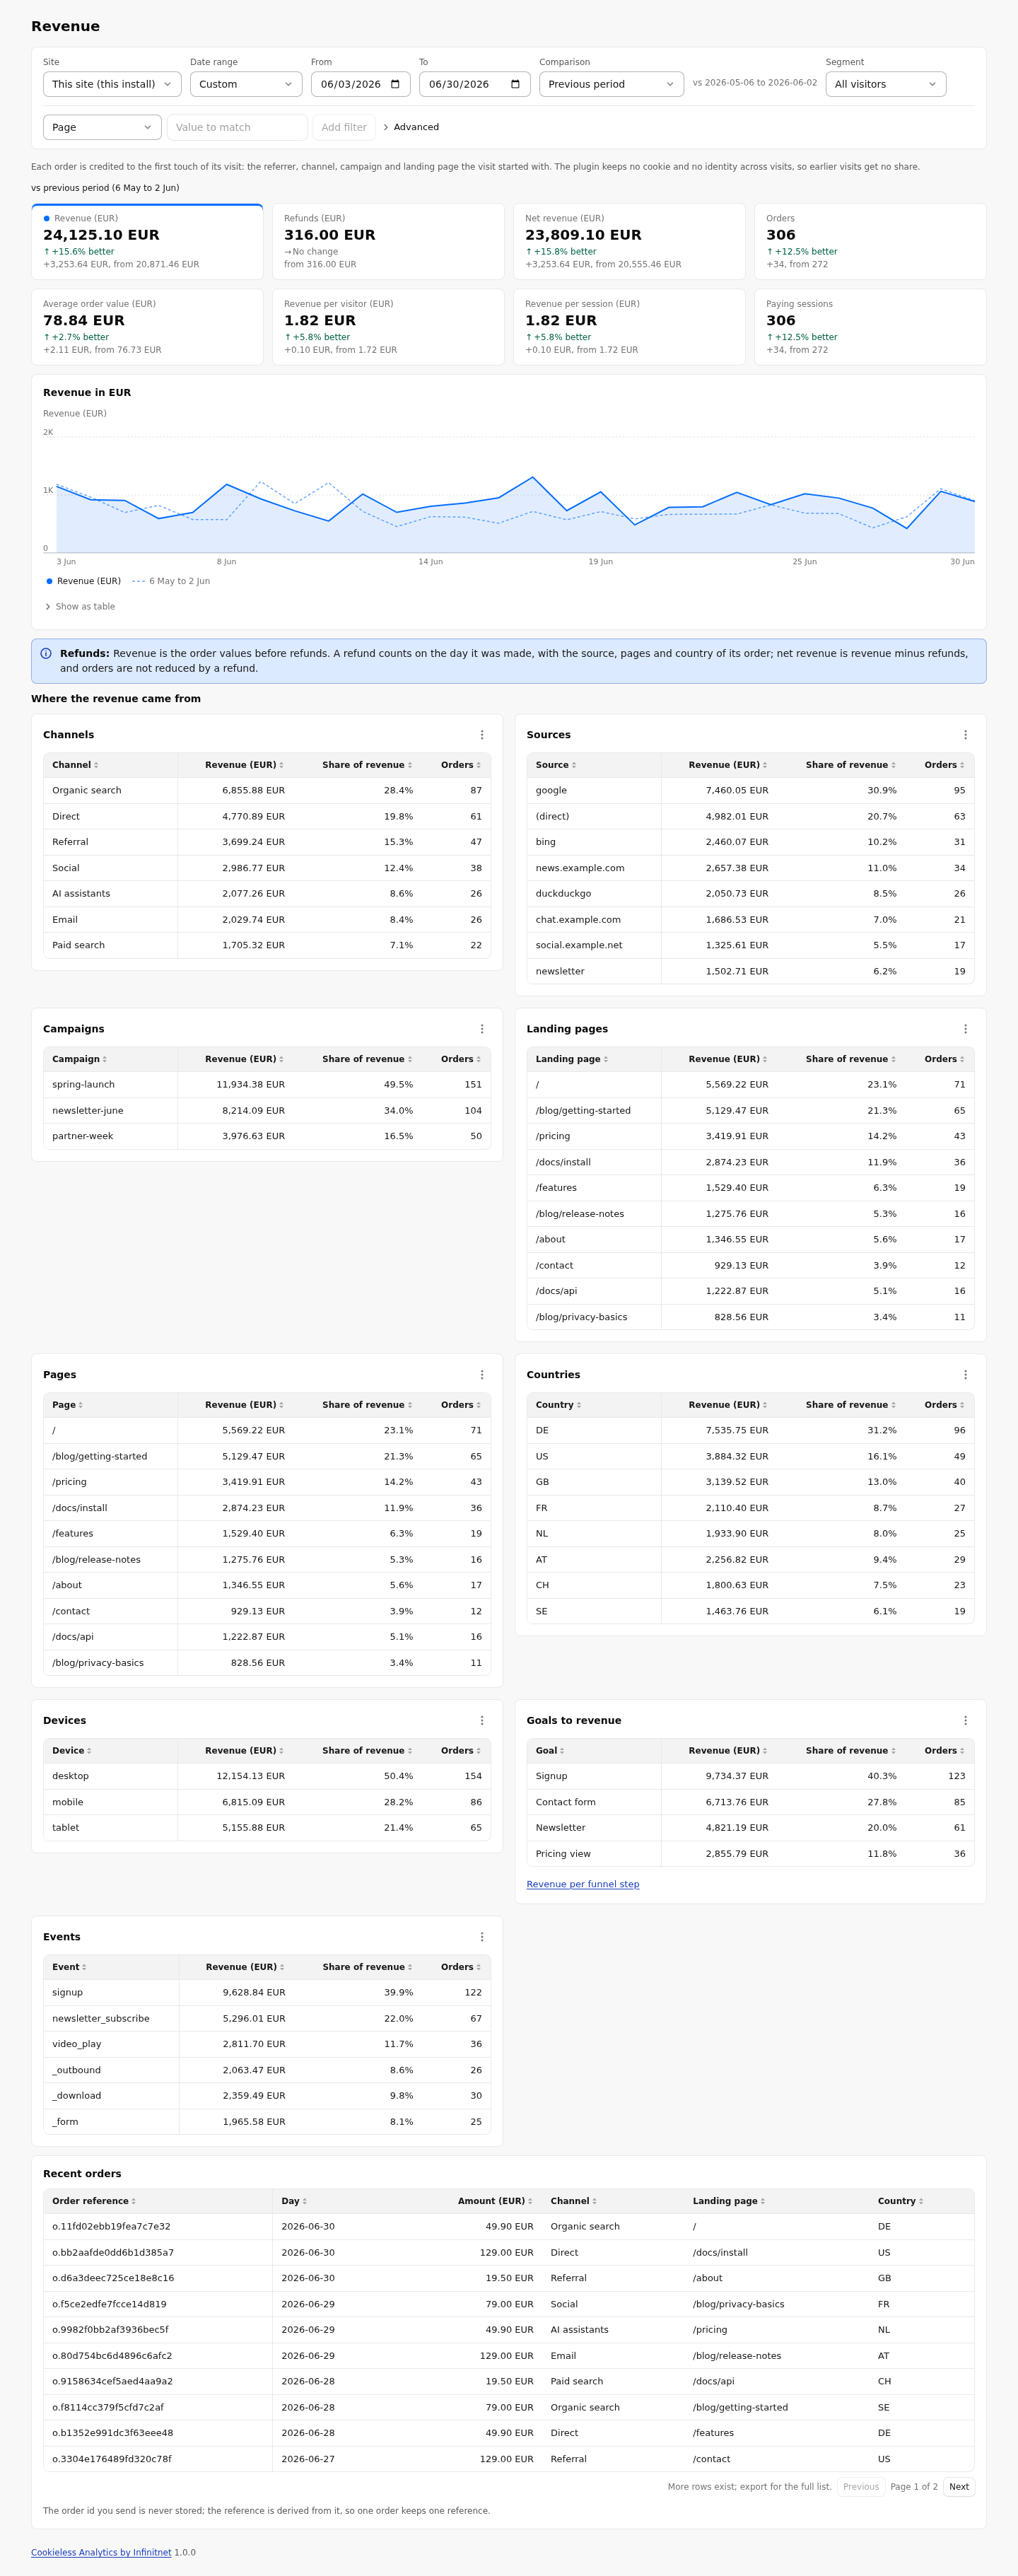 Revenue
Site Date range From To Comparison Segment
This site (this install) Custom 06/03/2026 06/30/2026 Previous period vs 2026-05-06 to 2026-06-02 All visitors
Page Value to match Add filter Advanced
Each order is credited to the first touch of its visit: the referrer, channel, campaign and landing page the visit started with. The plugin keeps no cookie and no identity across visits, so earlier visits get no share.
vs previous period (6 May to 2 Jun)
Revenue (EUR) Refunds (EUR) Net revenue (EUR) Orders
24,125.10 EUR 316.00 EUR 23,809.10 EUR 306
↑ +15.6% better → No change ↑ +15.8% better ↑ +12.5% better
+3,253.64 EUR, from 20,871.46 EUR from 316.00 EUR +3,253.64 EUR, from 20,555.46 EUR +34, from 272
Average order value (EUR) Revenue per visitor (EUR) Revenue per session (EUR) Paying sessions
78.84 EUR 1.82 EUR 1.82 EUR 306
↑ +2.7% better ↑ +5.8% better ↑ +5.8% better ↑ +12.5% better
+2.11 EUR, from 76.73 EUR +0.10 EUR, from 1.72 EUR +0.10 EUR, from 1.72 EUR +34, from 272
Revenue in EUR
Revenue (EUR)
2K
1K
0
3 Jun 8 Jun 14 Jun 19 Jun 25 Jun 30 Jun
Revenue (EUR) 6 May to 2 Jun
Show as table
Refunds: Revenue is the order values before refunds. A refund counts on the day it was made, with the source, pages and country of its order; net revenue is revenue minus refunds,
and orders are not reduced by a refund.
Where the revenue came from
Channels
Channel Revenue (EUR) Share of revenue Orders
Organic search 6,855.88 EUR 28.4% 87
Direct 4,770.89 EUR 19.8% 61
Referral 3,699.24 EUR 15.3% 47
Social 2,986.77 EUR 12.4% 38
AI assistants 2,077.26 EUR 8.6% 26
Email 2,029.74 EUR 8.4% 26
Paid search 1,705.32 EUR 7.1% 22
Sources
Source Revenue (EUR) Share of revenue Orders
google 7,460.05 EUR 30.9% 95
(direct) 4,982.01 EUR 20.7% 63
bing 2,460.07 EUR 10.2% 31
news.example.com 2,657.38 EUR 11.0% 34
duckduckgo 2,050.73 EUR 8.5% 26
chat.example.com 1,686.53 EUR 7.0% 21
social.example.net 1,325.61 EUR 5.5% 17
newsletter 1,502.71 EUR 6.2% 19
Campaigns
Campaign Revenue (EUR) Share of revenue Orders
spring-launch 11,934.38 EUR 49.5% 151
newsletter-june 8,214.09 EUR 34.0% 104
partner-week 3,976.63 EUR 16.5% 50
Landing pages
Landing page Revenue (EUR) Share of revenue Orders
/ 5,569.22 EUR 23.1% 71
/blog/getting-started 5,129.47 EUR 21.3% 65
/pricing 3,419.91 EUR 14.2% 43
/docs/install 2,874.23 EUR 11.9% 36
/features 1,529.40 EUR 6.3% 19
/blog/release-notes 1,275.76 EUR 5.3% 16
/about 1,346.55 EUR 5.6% 17
/contact 929.13 EUR 3.9% 12
/docs/api 1,222.87 EUR 5.1% 16
/blog/privacy-basics 828.56 EUR 3.4% 11
Pages
Page Revenue (EUR) Share of revenue Orders
/ 5,569.22 EUR 23.1% 71
/blog/getting-started 5,129.47 EUR 21.3% 65
/pricing 3,419.91 EUR 14.2% 43
/docs/install 2,874.23 EUR 11.9% 36
/features 1,529.40 EUR 6.3% 19
/blog/release-notes 1,275.76 EUR 5.3% 16
/about 1,346.55 EUR 5.6% 17
/contact 929.13 EUR 3.9% 12
/docs/api 1,222.87 EUR 5.1% 16
/blog/privacy-basics 828.56 EUR 3.4% 11
Countries
Country Revenue (EUR) Share of revenue Orders
DE 7,535.75 EUR 31.2% 96
US 3,884.32 EUR 16.1% 49
GB 3,139.52 EUR 13.0% 40
FR 2,110.40 EUR 8.7% 27
NL 1,933.90 EUR 8.0% 25
AT 2,256.82 EUR 9.4% 29
CH 1,800.63 EUR 7.5% 23
SE 1,463.76 EUR 6.1% 19
Devices
Device Revenue (EUR) Share of revenue Orders
desktop 12,154.13 EUR 50.4% 154
mobile 6,815.09 EUR 28.2% 86
tablet 5,155.88 EUR 21.4% 65
Goals to revenue
Goal Revenue (EUR) Share of revenue Orders
Signup 9,734.37 EUR 40.3% 123
Contact form 6,713.76 EUR 27.8% 85
Newsletter 4,821.19 EUR 20.0% 61
Pricing view 2,855.79 EUR 11.8% 36
Revenue per funnel step
Events
Event Revenue (EUR) Share of revenue Orders
signup 9,628.84 EUR 39.9% 122
newsletter_subscribe 5,296.01 EUR 22.0% 67
video_play 2,811.70 EUR 11.7% 36
_outbound 2,063.47 EUR 8.6% 26
_download 2,359.49 EUR 9.8% 30
_form 1,965.58 EUR 8.1% 25
Recent orders
Order reference Day Amount (EUR) Channel Landing page Country
o.11fd02ebb19fea7c7e32 2026-06-30 49.90 EUR Organic search / DE
o.bb2aafde0dd6b1d385a7 2026-06-30 129.00 EUR Direct /docs/install US
o.d6a3deec725ce18e8c16 2026-06-30 19.50 EUR Referral /about GB
o.f5ce2edfe7fcce14d819 2026-06-29 79.00 EUR Social /blog/privacy-basics FR
o.9982f0bb2af3936bec5f 2026-06-29 49.90 EUR AI assistants /pricing NL
o.80d754bc6d4896c6afc2 2026-06-29 129.00 EUR Email /blog/release-notes AT
o.9158634cef5aed4aa9a2 2026-06-28 19.50 EUR Paid search /docs/api CH
o.f8114cc379f5cfd7c2af 2026-06-28 79.00 EUR Organic search /blog/getting-started SE
o.b1352e991dc3f63eee48 2026-06-28 49.90 EUR Direct /features DE
o.3304e176489fd320c78f 2026-06-27 129.00 EUR Referral /contact US
More rows exist; export for the full list. Previous Page 1 of 2 Next
The order id you send is never stored; the reference is derived from it, so one order keeps one reference.
Cookieless Analytics by Infinitnet 1.0.0